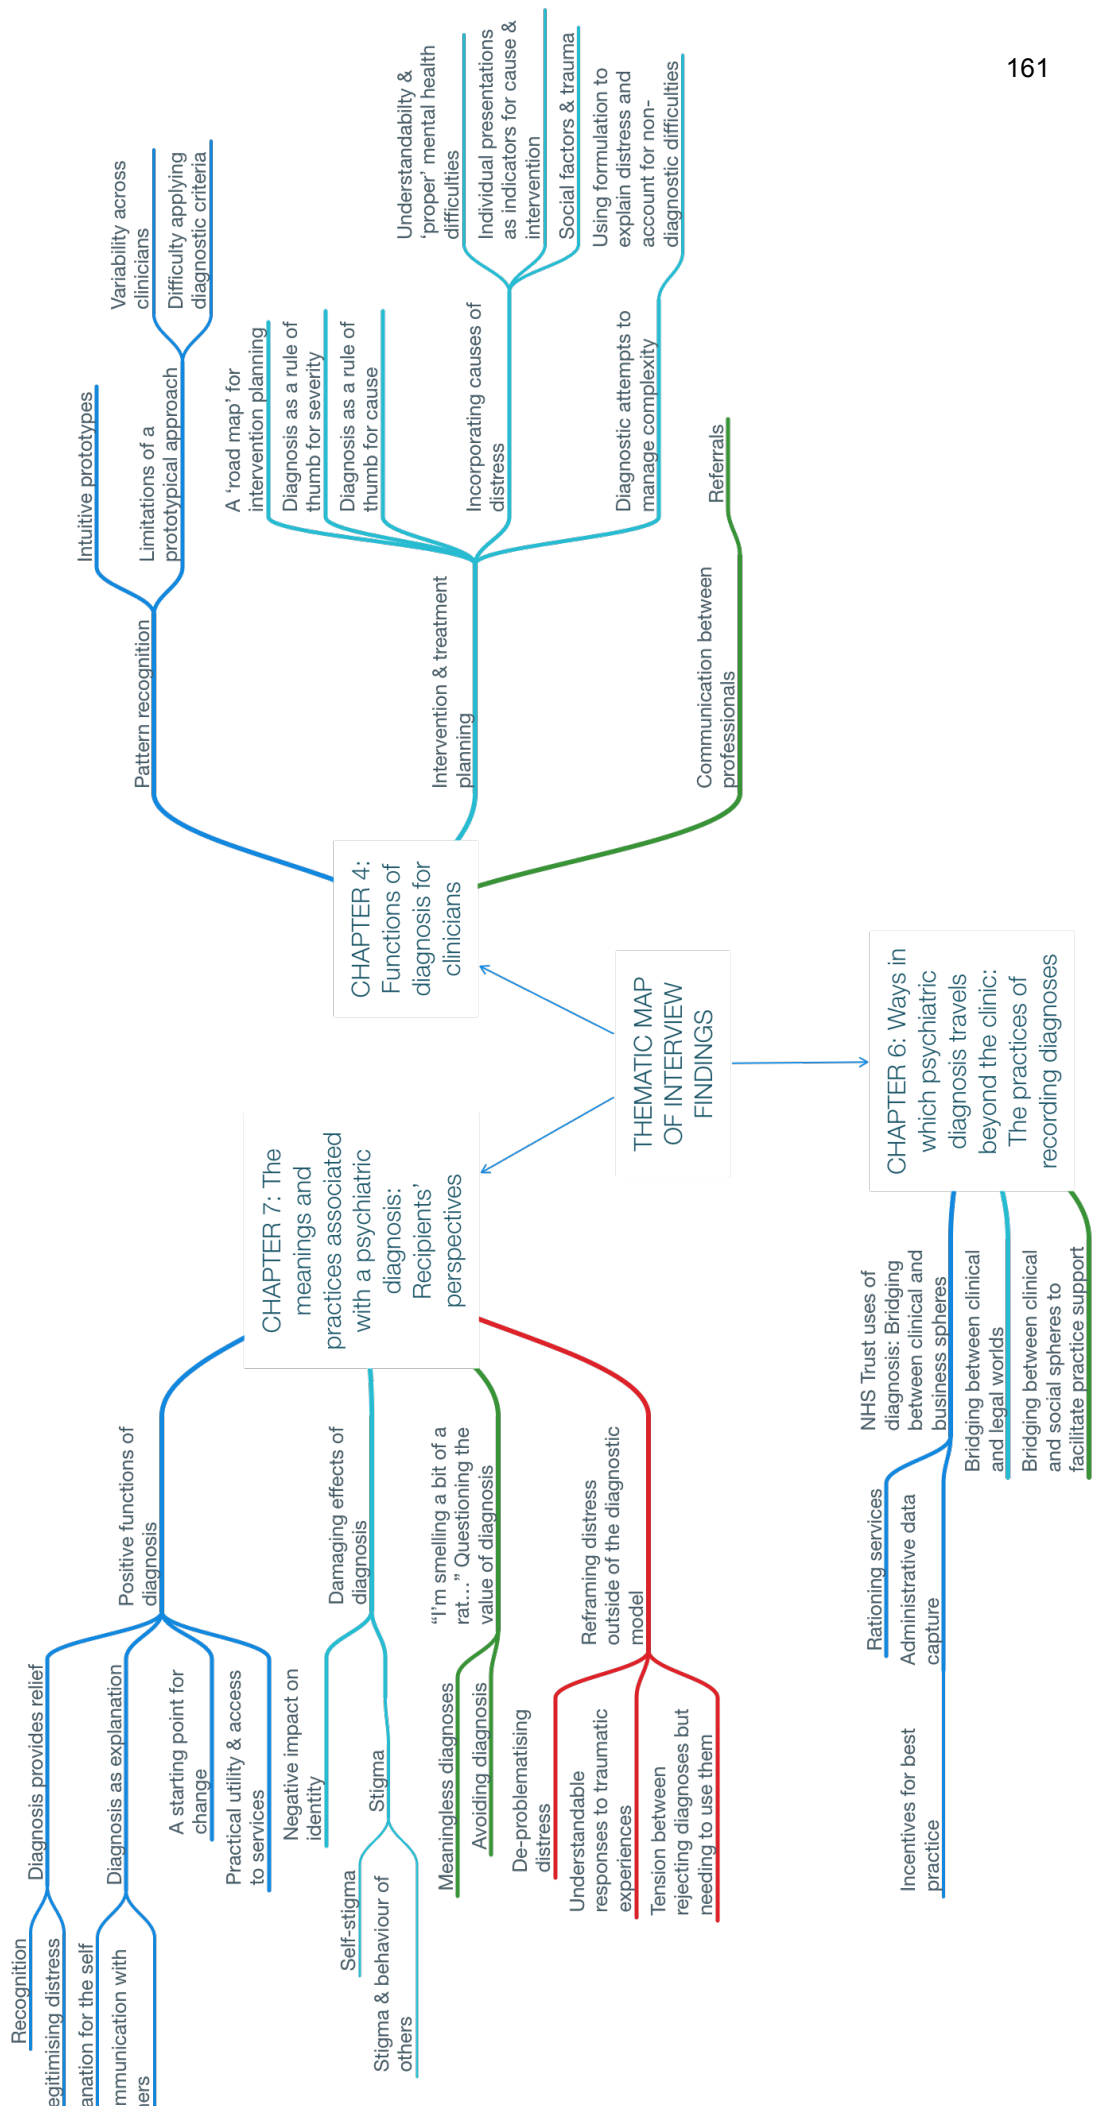 161
THEMATIC MAP
OF INTERVIEW
FINDINGS
CHAPTER 4:
Functions of
diagnosis for
clinicians
Pattern recognition
Intuitive prototypes
Limitations of a
prototypical approach
Variability across
clinicians
Difficulty applying
diagnostic criteria
Intervention & treatment
planning
A ‘road map’ for
intervention planning
Diagnosis as a rule of
thumb for severity
Diagnosis as a rule of
thumb for cause
Incorporating causes of
distress
Understandabilty &
‘proper’ mental health
difficulties
Individual presentations
as indicators for cause &
intervention
Social factors & trauma
Diagnostic attempts to
manage complexity
Using formulation to
explain distress and
account for non-
diagnostic difficulties
Communication between
professionals
Referrals
CHAPTER 6: Ways in
which psychiatric
diagnosis travels
beyond the clinic:
The practices of
recording diagnoses
NHS Trust uses of
diagnosis: Bridging
between clinical and
business spheres
Rationing services
Administrative data
capture
Incentives for best
practice
Bridging between clinical
and legal worlds
Bridging between clinical
and social spheres to
facilitate practice support
CHAPTER 7: The
meanings and
practices associated
with a psychiatric
diagnosis:
Recipients’
perspectives
Positive functions of
diagnosis
Diagnosis provides relief
Recognition
egitimising distress
Diagnosis as explanation
anation for the self
mmunication with
ners
A starting point for
change
Practical utility & access
to services
Damaging effects of
diagnosis
Negative impact on
identity
Stigma
Self-stigma
Stigma & behaviour of
others
“I’m smelling a bit of a
rat…” Questioning the
value of diagnosis
Meaningless diagnoses
Avoiding diagnosis
Reframing distress
outside of the diagnostic
model
De-problematising
distress
Understandable
responses to traumatic
experiences
Tension between
rejecting diagnoses but
needing to use them